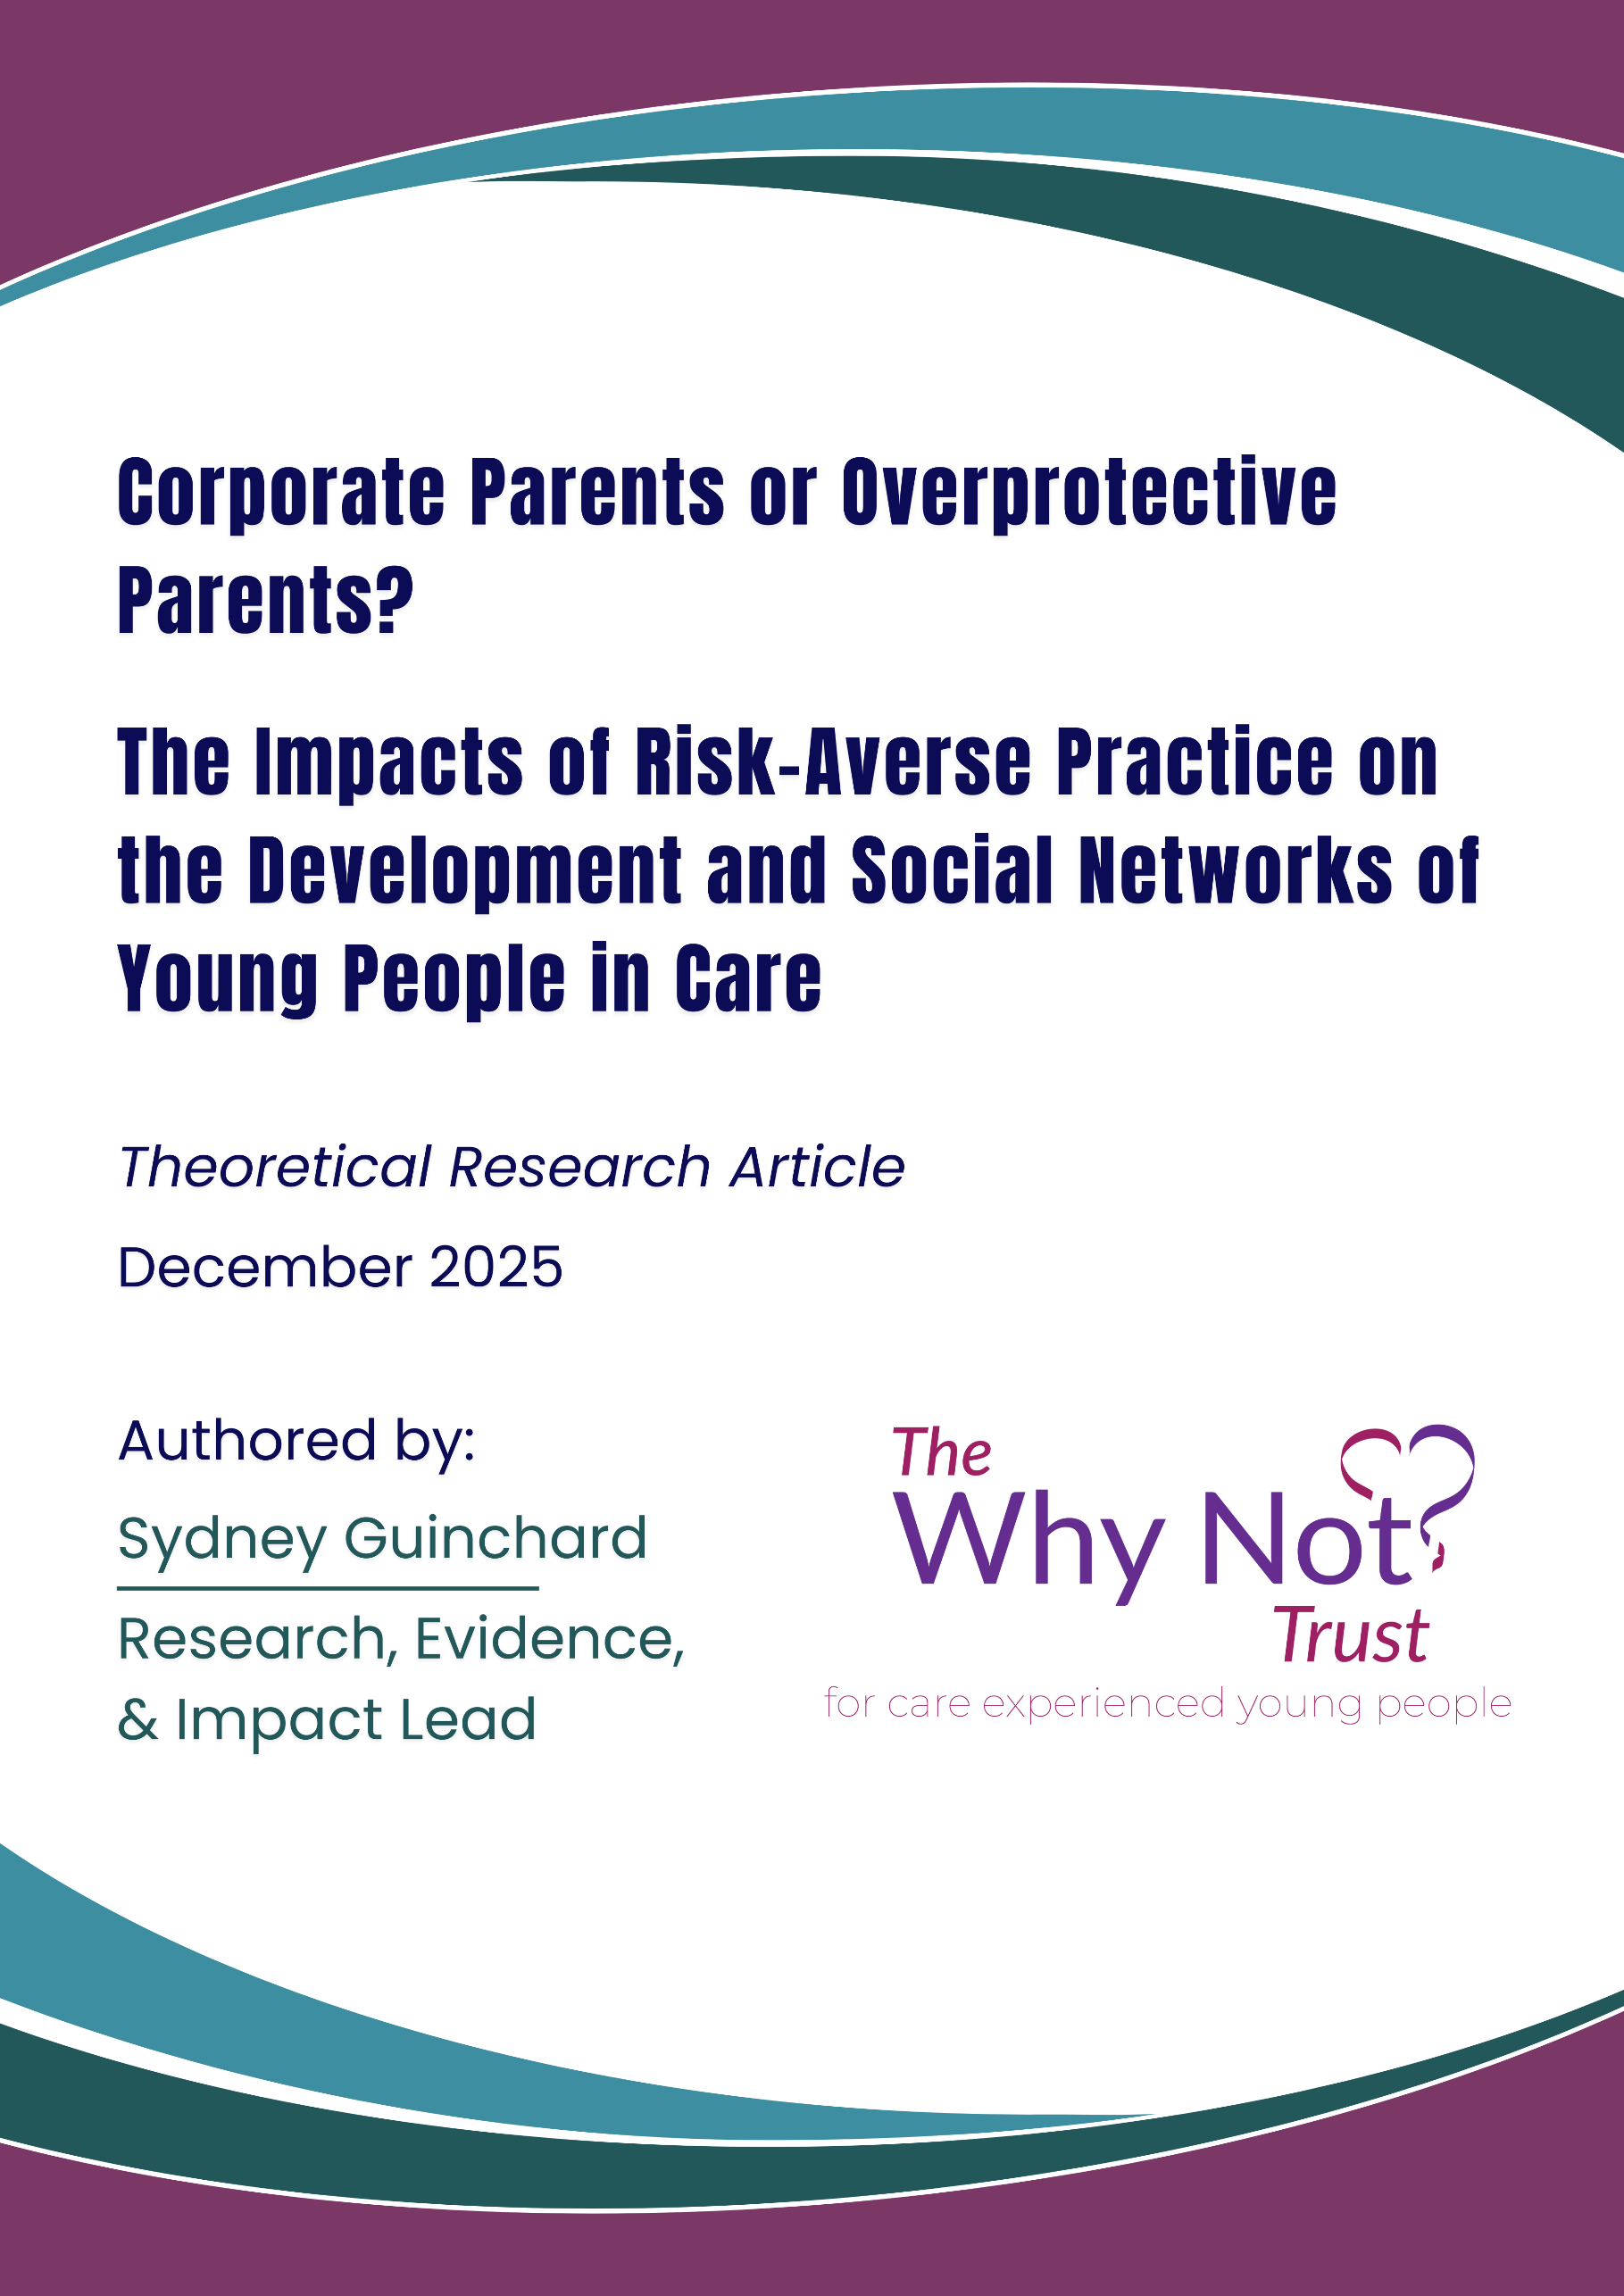 Corporate Parents or Overprotective
Parents?
The Impacts of Risk-Averse Practice on
the Development and Social Networks of
Young People in Care
Theoretical Research Article
December 2025
Authored by:
Sydney Guinchard
Research, Evidence,
& Impact Lead
The
Why Not?
Trust
for care experienced young people